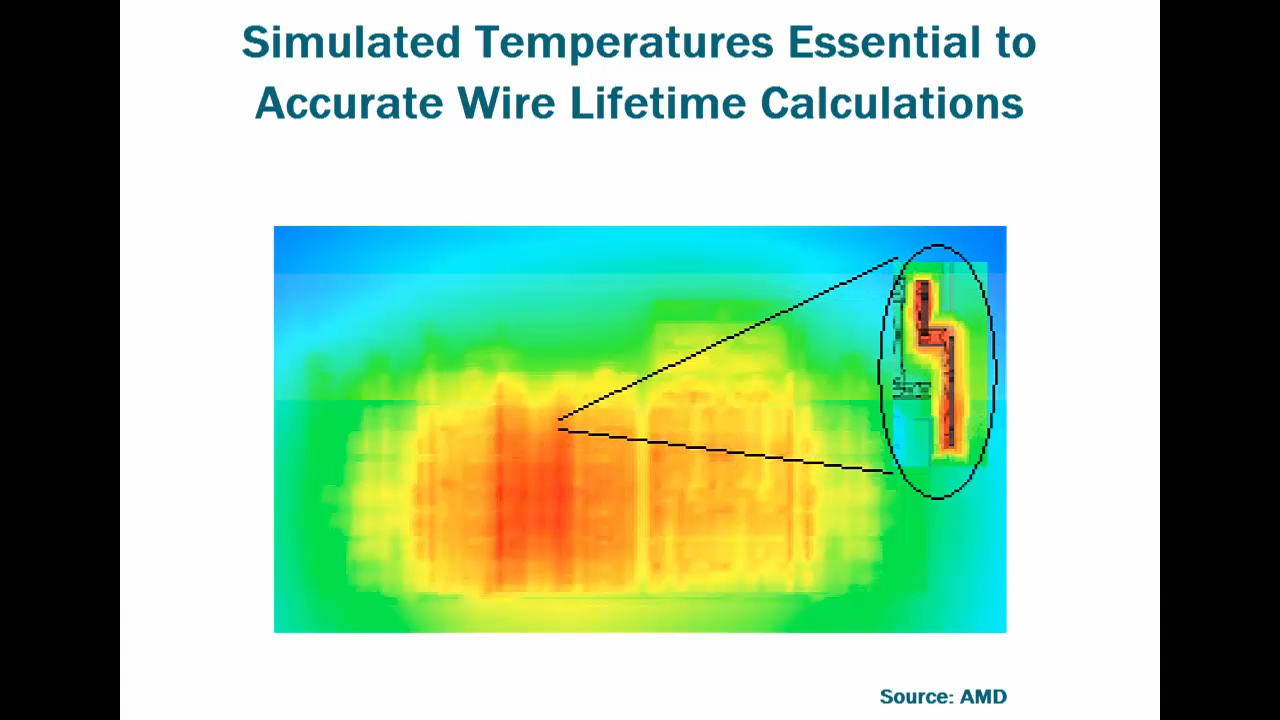 Simulated Temperatures Essential to
Accurate Wire Lifetime Calculations
Source: AMD